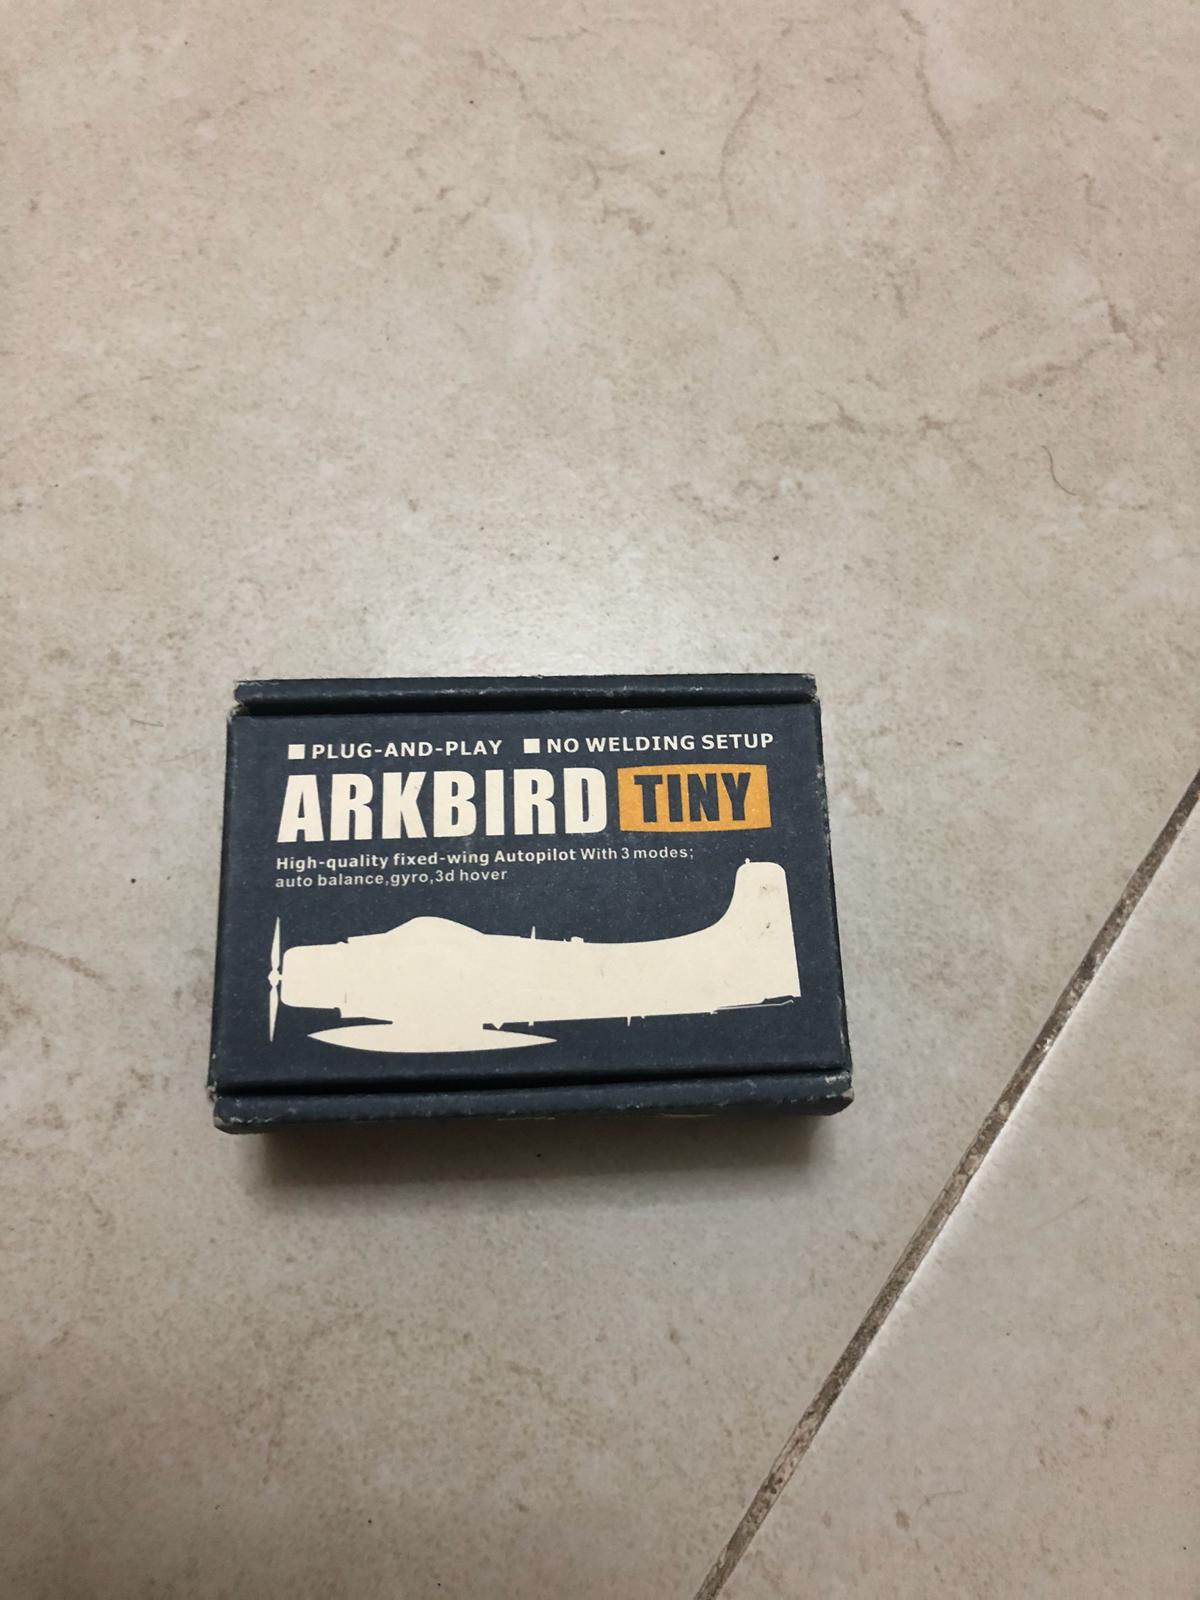 ■ PLUG-AND-PLAY ■ NO WELDING SETUP
ARKBIRD TINY
High-quality fixed-wing Autopilot With 3 modes;
auto balance,gyro,3d hover